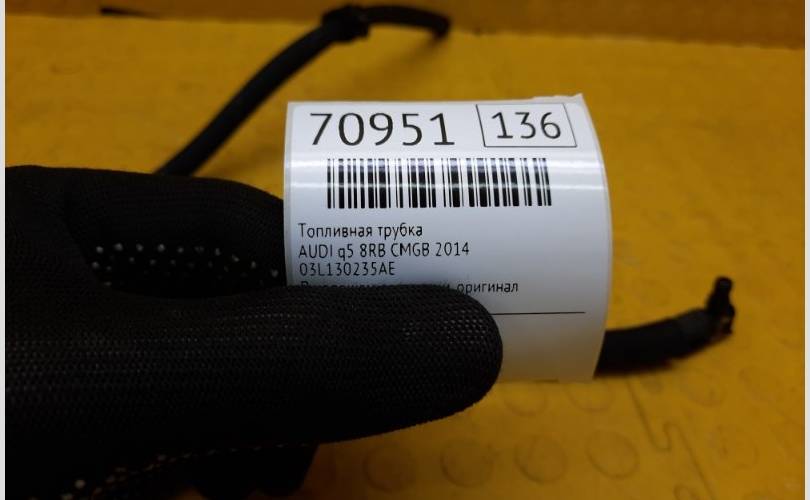 70951 136
Топливная трубка
AUDI q5 8RB CMGB 2014
03L130235AE
оригинал